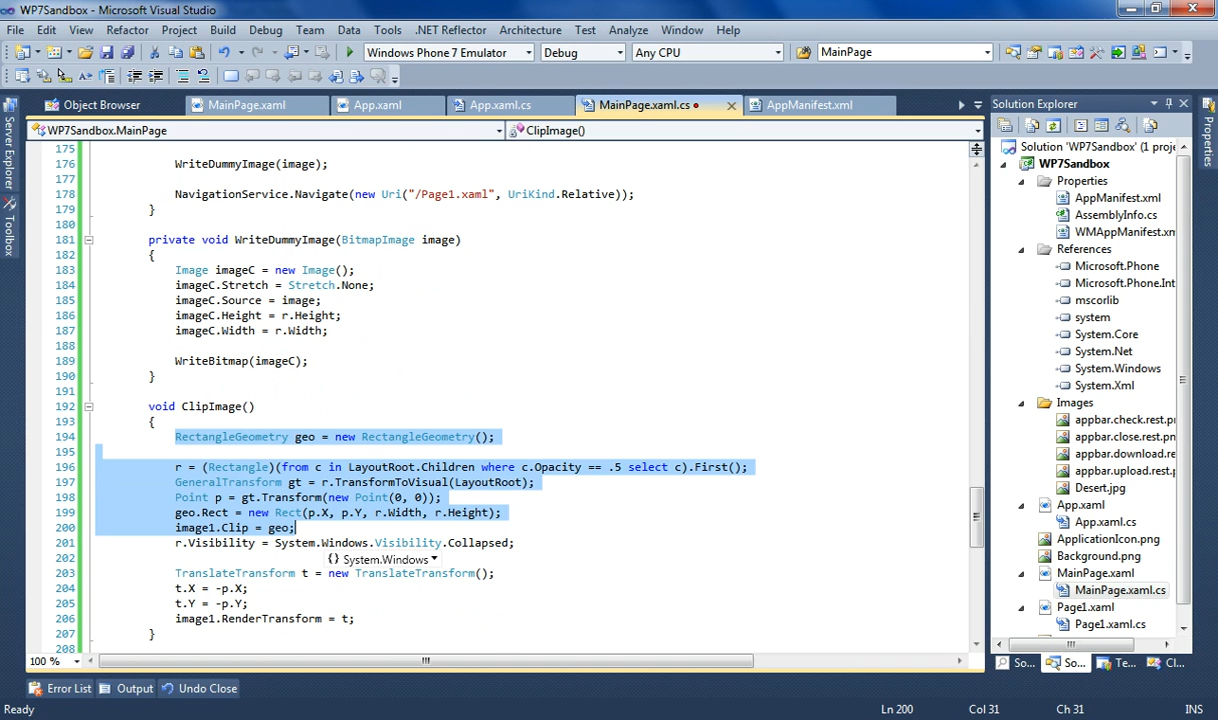 WP7Sandbox - Microsoft Visual Studio
File Edit View Refactor Project Build Debug Team Data Tools .NET Reflector Architecture Test Analyze Window Help
Windows Phone 7 Emulator Debug Any CPU MainPage
Object Browser MainPage.xaml App.xaml App.xaml.cs MainPage.xaml.cs AppManifest.xml
WP7Sandbox.MainPage ClipImage()
175
176 WriteDummyImage(image);
178 NavigationService.Navigate(new Uri("/Page1.xaml", UriKind.Relative));
179 }
180
181 private void WriteDummyImage(BitmapImage image)
182 {
183 Image imageC = new Image();
184 imageC.Stretch = Stretch.None;
185 imageC.Source = image;
186 imageC.Height = r.Height;
187 imageC.Width = r.Width;
188
189 WriteBitmap(imageC);
190 }
191
192 void ClipImage()
193 {
194 RectangleGeometry geo = new RectangleGeometry();
195
196 r = (Rectangle)(from c in LayoutRoot.Children where c.Opacity == .5 select c).First();
197 GeneralTransform gt = r.TransformToVisual(LayoutRoot);
198 Point p = gt.Transform(new Point(0, 0));
199 geo.Rect = new Rect(p.X, p.Y, r.Width, r.Height);
200 image1.Clip = geo;
201 r.Visibility = System.Windows.Visibility.Collapsed;
202 {} System.Windows
203 TranslateTransform t = new TranslateTransform();
204 t.X = -p.X;
205 t.Y = -p.Y;
206 image1.RenderTransform = t;
207 }
208
100 %
Server Explorer
Toolbox
Solution Explorer
Solution 'WP7Sandbox' (1 proje
WP7Sandbox
Properties
AppManifest.xml
AssemblyInfo.cs
WMAppManifest.xm
References
Microsoft.Phone
Microsoft.Phone.Int
mscorlib
system
System.Core
System.Net
System.Windows
System.Xml
Images
appbar.check.rest.pn
appbar.close.rest.pn
appbar.download.re
appbar.upload.rest.p
Desert.jpg
App.xaml
App.xaml.cs
ApplicationIcon.png
Background.png
MainPage.xaml
MainPage.xaml.cs
Page1.xaml
Page1.xaml.cs
So... So... Te... Cl...
Properties
Error List Output Undo Close
Ready Ln 200 Col 31 Ch 31 INS